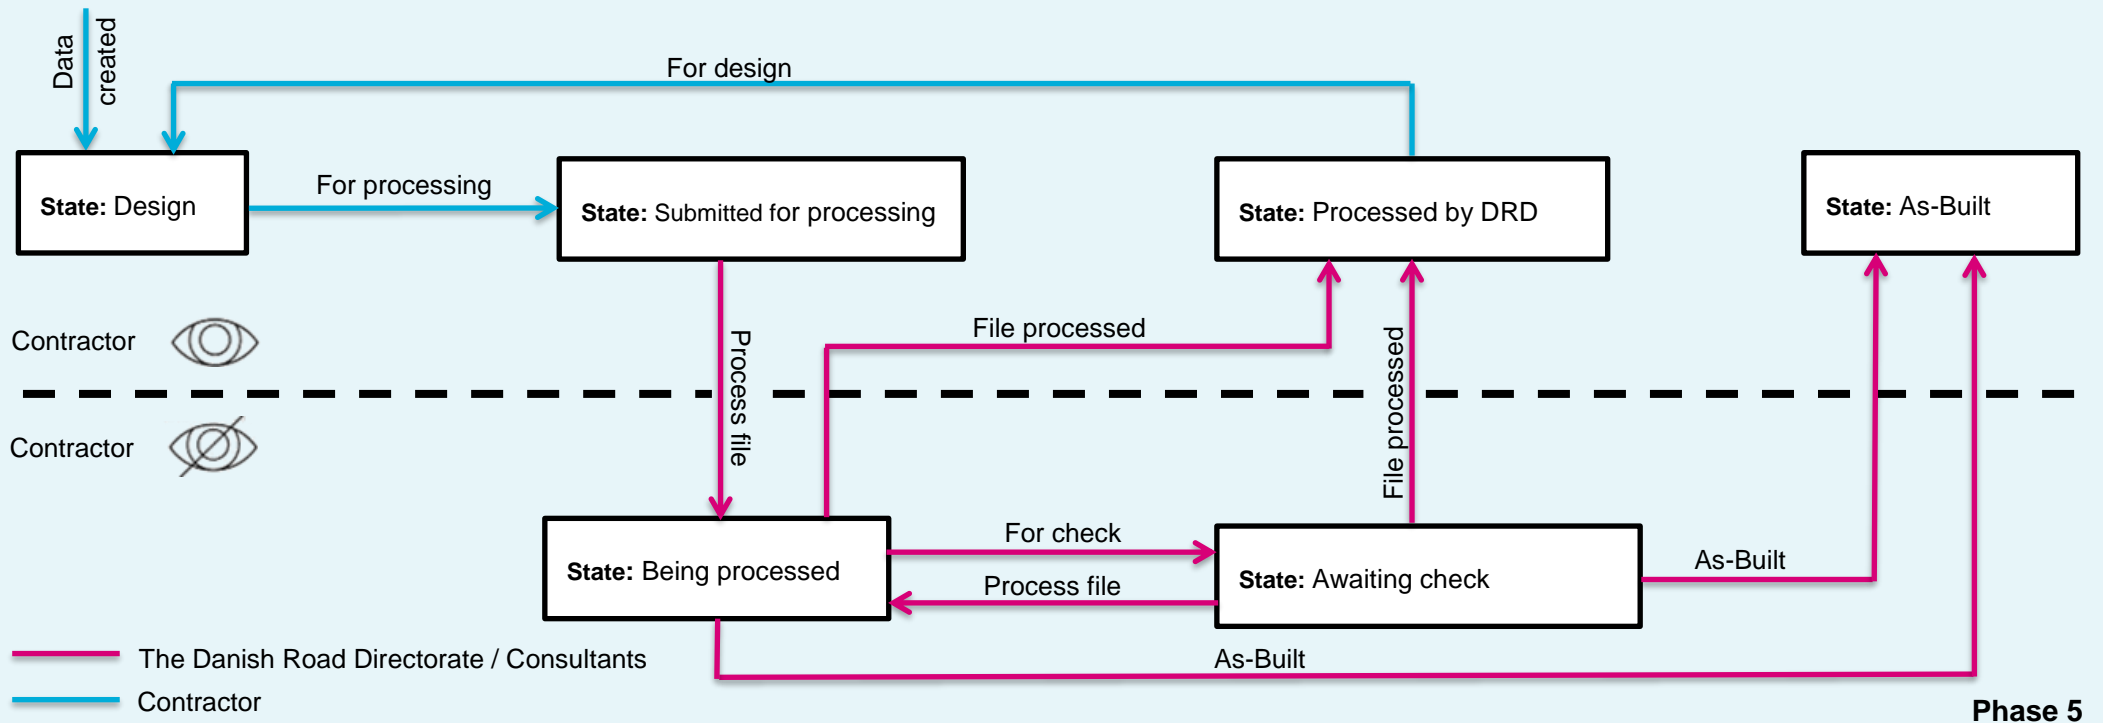 Data
created
For design
For processing
State: Design
State: Submitted for processing
State: Processed by DRD
State: As-Built
Contractor
Process file
File processed
File processed
Contractor
For check
State: Being processed
Process file
State: Awaiting check
As-Built
The Danish Road Directorate / Consultants
As-Built
Contractor
Phase 5